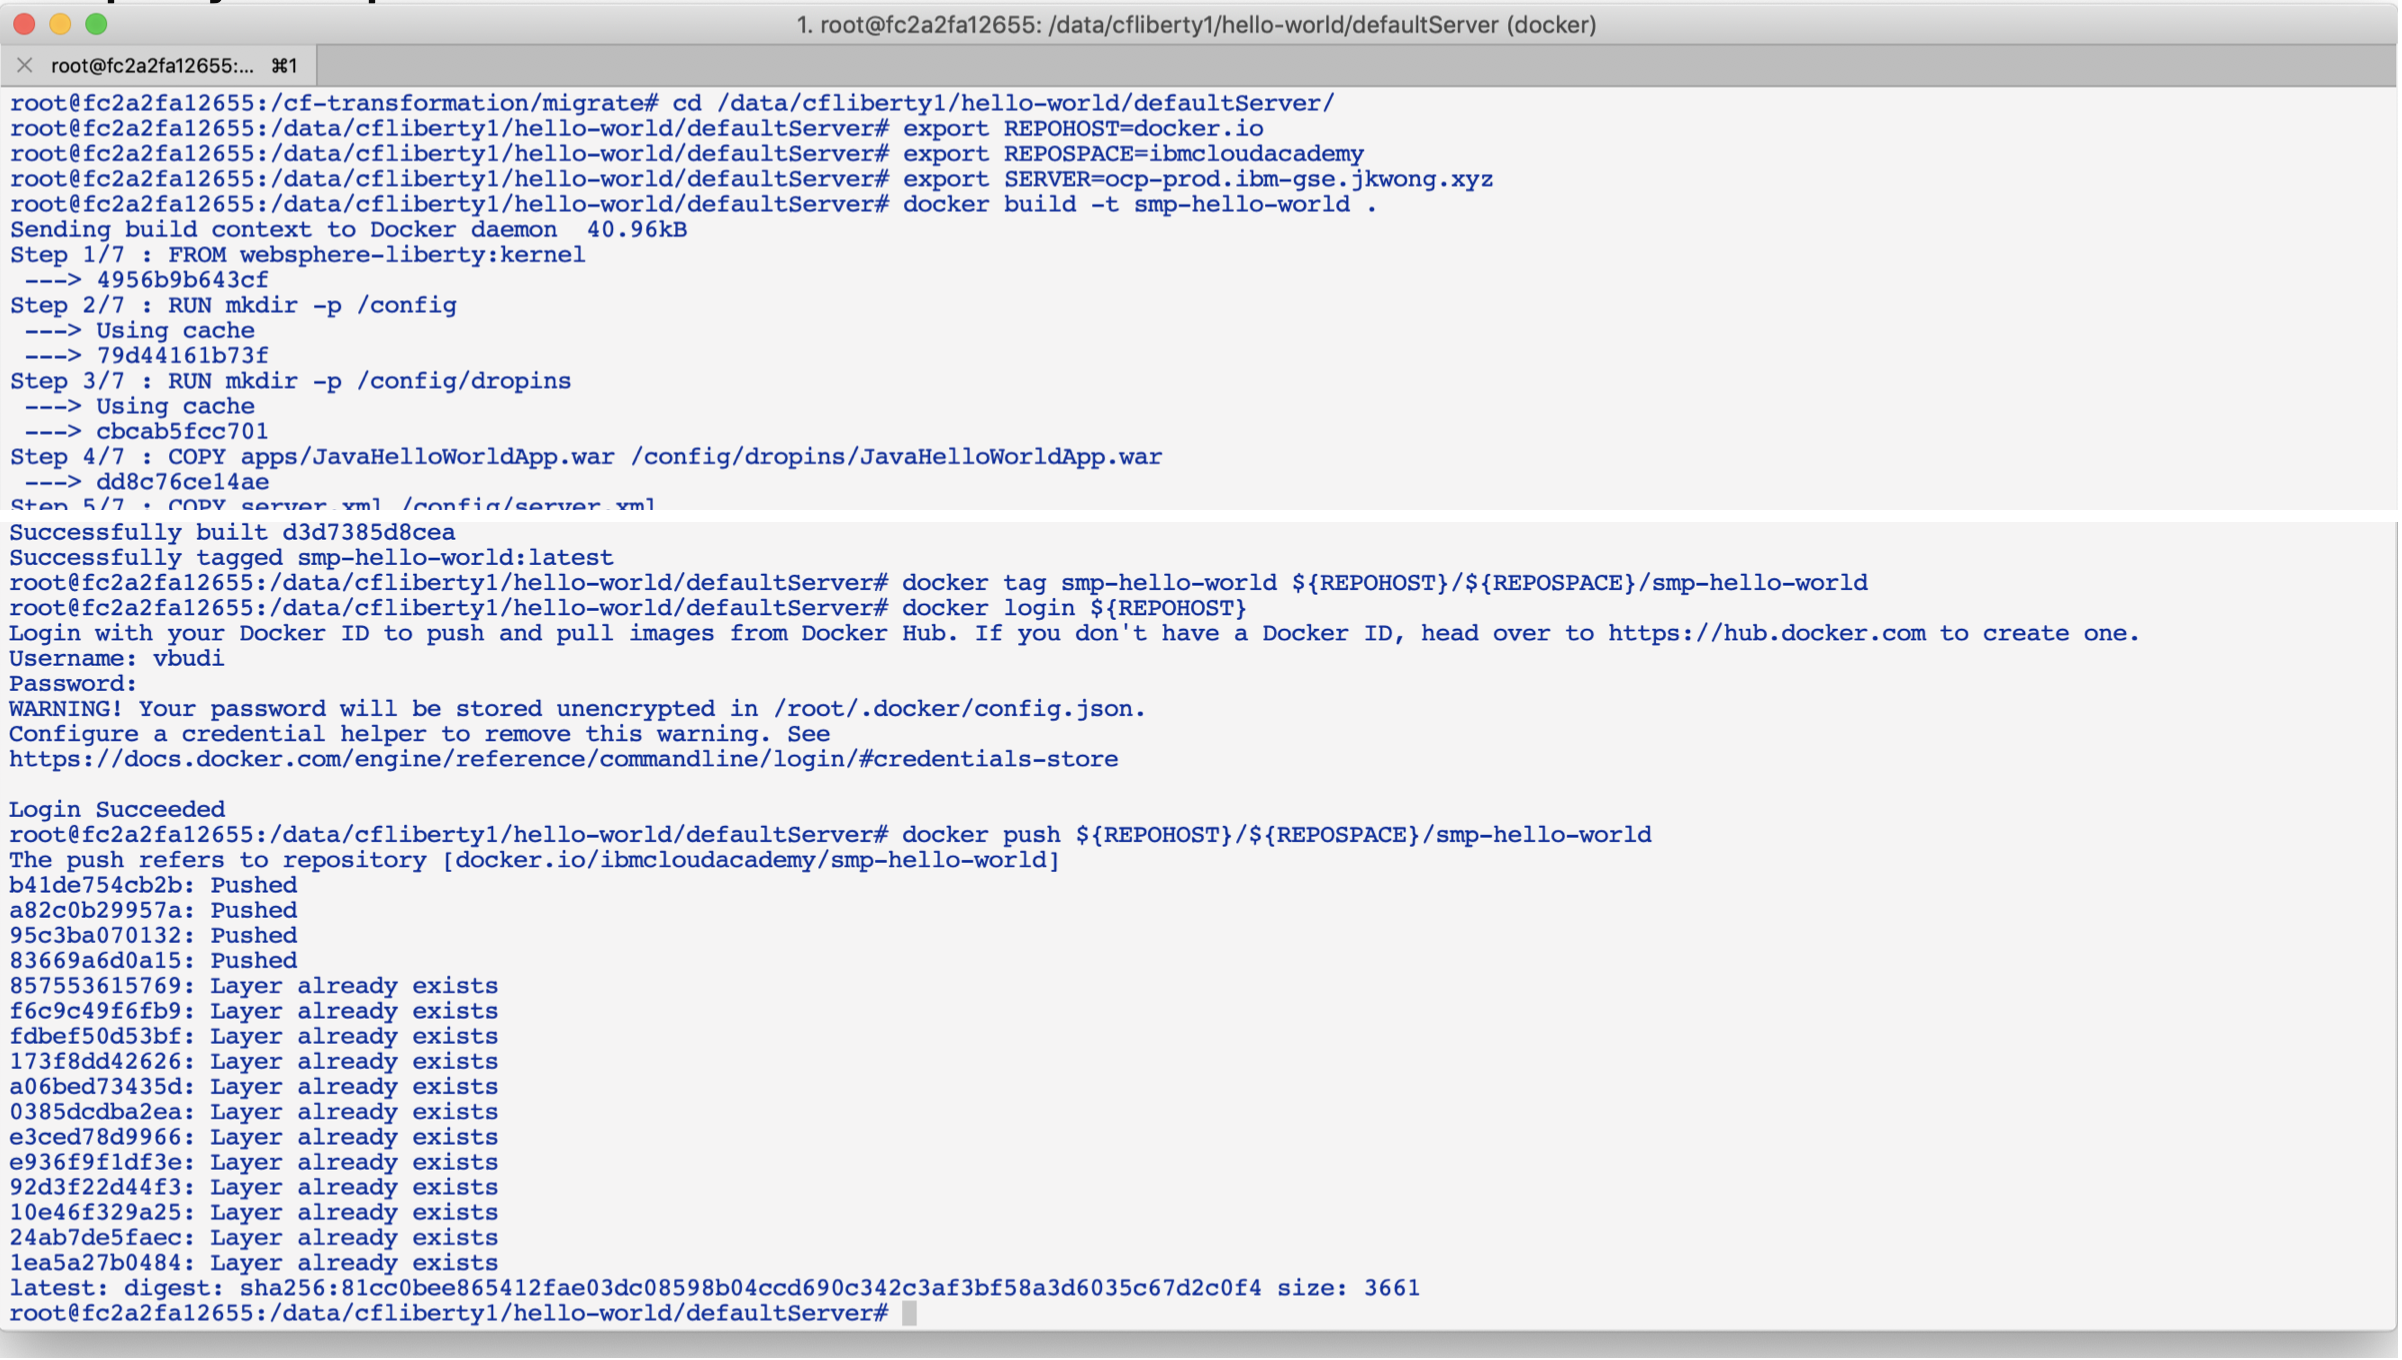 1. root@fc2a2fa12655: /data/cfliberty1/hello-world/defaultServer (docker)
root@fc2a2fa12655:... ⌘1
root@fc2a2fa12655:/cf-transformation/migrate# cd /data/cfliberty1/hello-world/defaultServer/
root@fc2a2fa12655:/data/cfliberty1/hello-world/defaultServer# export REPOHOST=docker.io
root@fc2a2fa12655:/data/cfliberty1/hello-world/defaultServer# export REPOSPACE=ibmcloudacademy
root@fc2a2fa12655:/data/cfliberty1/hello-world/defaultServer# export SERVER=ocp-prod.ibm-gse.jkwong.xyz
root@fc2a2fa12655:/data/cfliberty1/hello-world/defaultServer# docker build -t smp-hello-world .
Sending build context to Docker daemon  40.96kB
Step 1/7 : FROM websphere-liberty:kernel
 ---> 4956b9b643cf
Step 2/7 : RUN mkdir -p /config
 ---> Using cache
 ---> 79d44161b73f
Step 3/7 : RUN mkdir -p /config/dropins
 ---> Using cache
 ---> cbcab5fcc701
Step 4/7 : COPY apps/JavaHelloWorldApp.war /config/dropins/JavaHelloWorldApp.war
 ---> dd8c76ce14ae
Step 5/7 : COPY server.xml /config/server.xml
Successfully built d3d7385d8cea
Successfully tagged smp-hello-world:latest
root@fc2a2fa12655:/data/cfliberty1/hello-world/defaultServer# docker tag smp-hello-world ${REPOHOST}/${REPOSPACE}/smp-hello-world
root@fc2a2fa12655:/data/cfliberty1/hello-world/defaultServer# docker login ${REPOHOST}
Login with your Docker ID to push and pull images from Docker Hub. If you don't have a Docker ID, head over to https://hub.docker.com to create one.
Username: vbudi
Password:
WARNING! Your password will be stored unencrypted in /root/.docker/config.json.
Configure a credential helper to remove this warning. See
https://docs.docker.com/engine/reference/commandline/login/#credentials-store
Login Succeeded
root@fc2a2fa12655:/data/cfliberty1/hello-world/defaultServer# docker push ${REPOHOST}/${REPOSPACE}/smp-hello-world
The push refers to repository [docker.io/ibmcloudacademy/smp-hello-world]
b41de754cb2b: Pushed
a82c0b29957a: Pushed
95c3ba070132: Pushed
83669a6d0a15: Pushed
857553615769: Layer already exists
f6c9c49f6fb9: Layer already exists
fdbef50d53bf: Layer already exists
173f8dd42626: Layer already exists
a06bed73435d: Layer already exists
0385dcdba2ea: Layer already exists
e3ced78d9966: Layer already exists
e936f9f1df3e: Layer already exists
92d3f22d44f3: Layer already exists
10e46f329a25: Layer already exists
24ab7de5faec: Layer already exists
1ea5a27b0484: Layer already exists
latest: digest: sha256:81cc0bee865412fae03dc08598b04ccd690c342c3af3bf58a3d6035c67d2c0f4 size: 3661
root@fc2a2fa12655:/data/cfliberty1/hello-world/defaultServer#